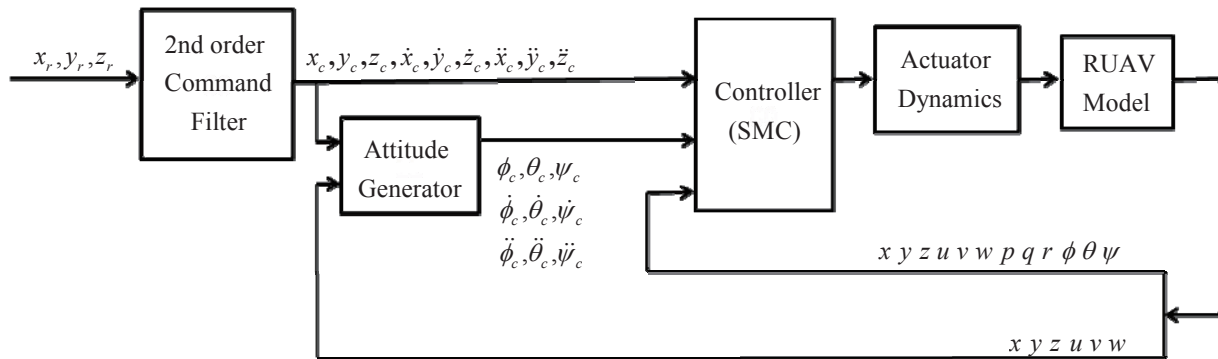 x_r, y_r, z_r
2nd order
Command
Filter
x_c, y_c, z_c, ẋ_c, ẏ_c, ż_c, ẍ_c, ÿ_c, z̈_c
Attitude
Generator
ϕ_c, θ_c, ψ_c
ϕ̇_c, θ̇_c, ψ̇_c
ϕ̈_c, θ̈_c, ψ̈_c
Controller
(SMC)
Actuator
Dynamics
RUAV
Model
x y z u v w p q r ϕ θ ψ
x y z u v w